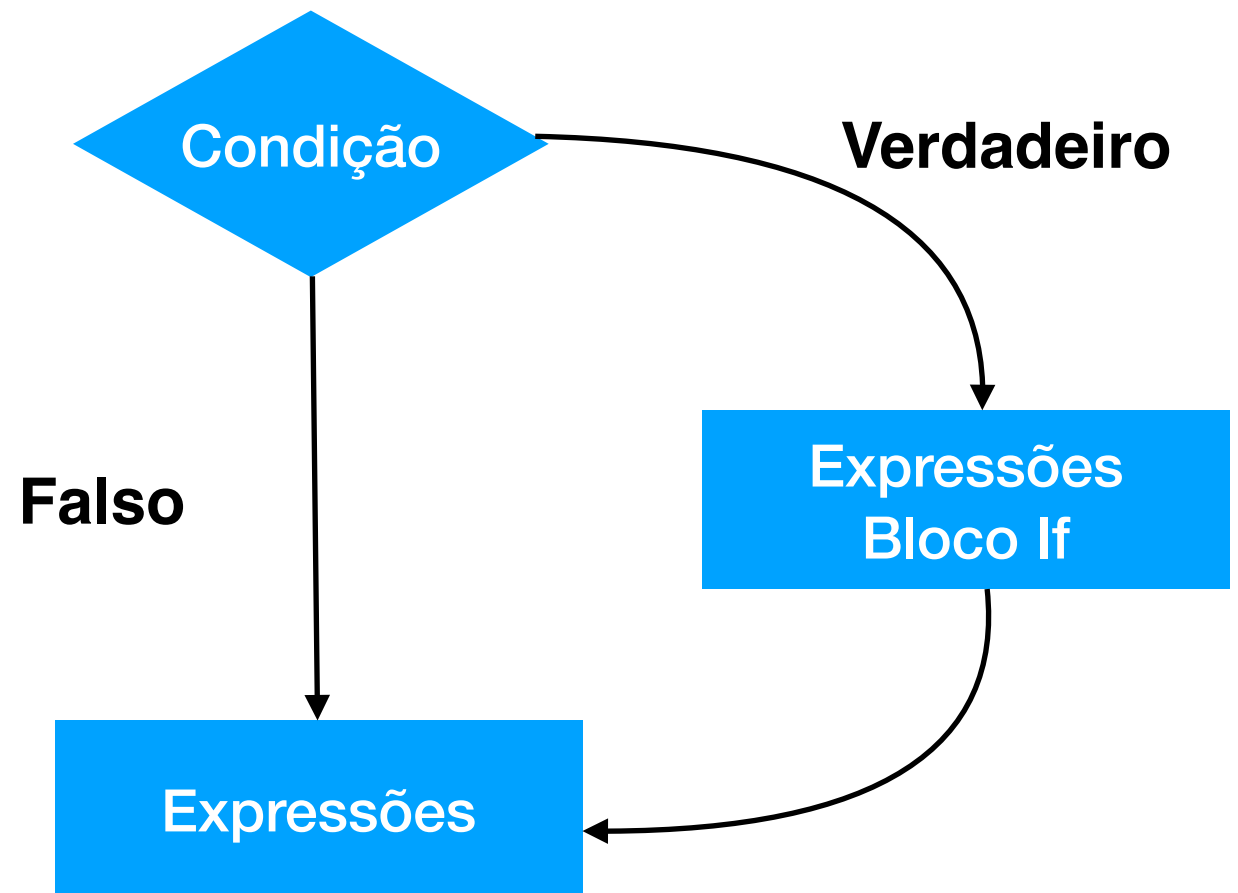 Condição
Verdadeiro
Expressões
Bloco If
Falso
Expressões